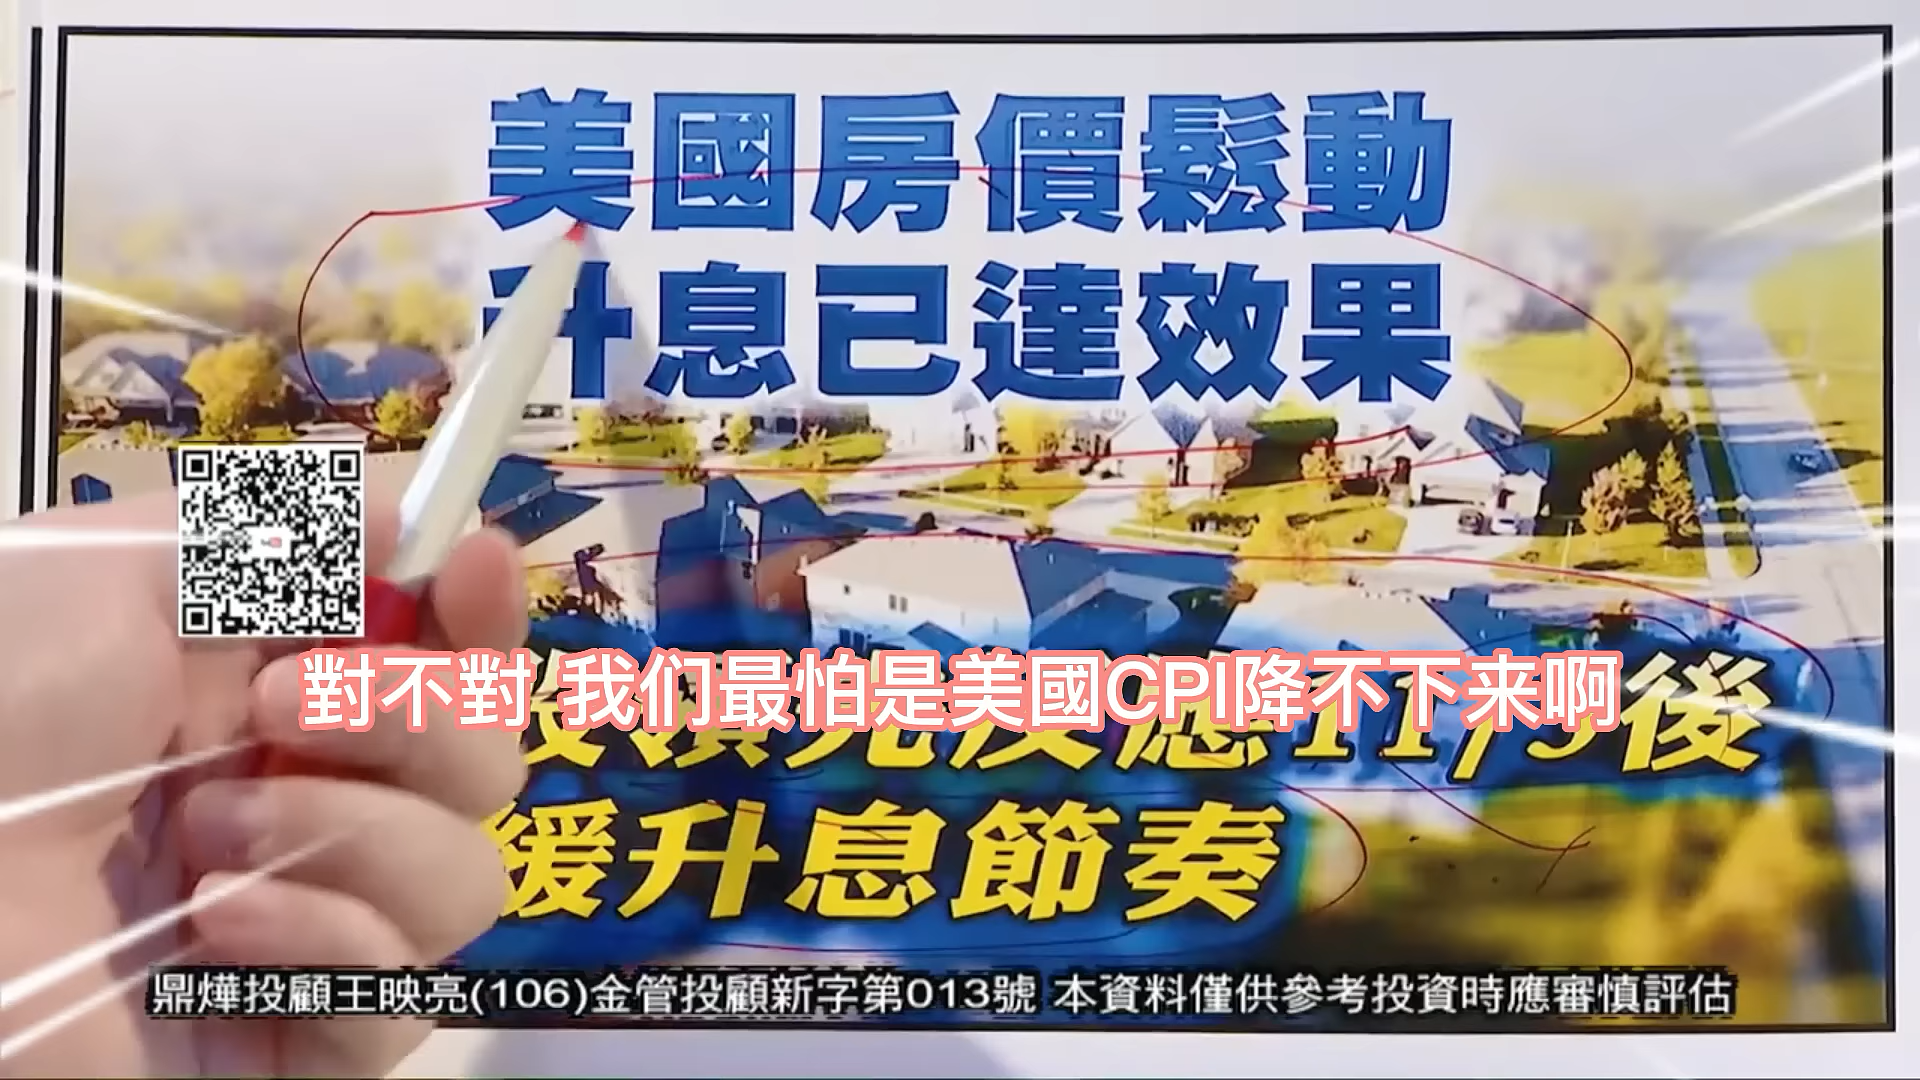 美國房價鬆動
升息已達效果
對不對 我们最怕是美國CPI降不下来啊
後
緩升息節奏
鼎燁投顧王映亮(106)金管投顧新字第013號 本資料僅供參考投資時應審慎評估